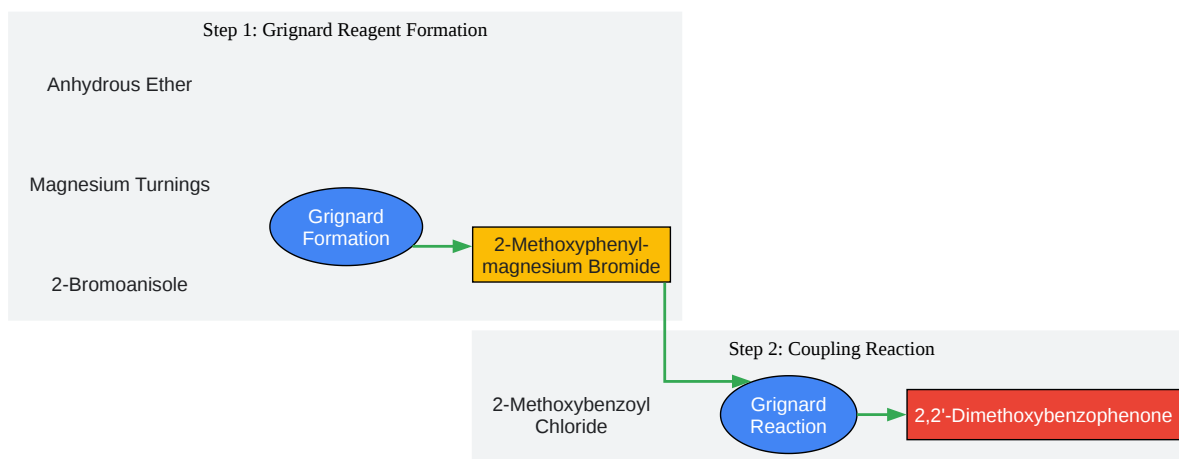 Step 1: Grignard Reagent Formation
Anhydrous Ether
Magnesium Turnings
Grignard
Formation
2-Methoxyphenyl-
magnesium Bromide
2-Bromoanisole
Step 2: Coupling Reaction
2-Methoxybenzoyl
Chloride
Grignard
Reaction
2,2'-Dimethoxybenzophenone